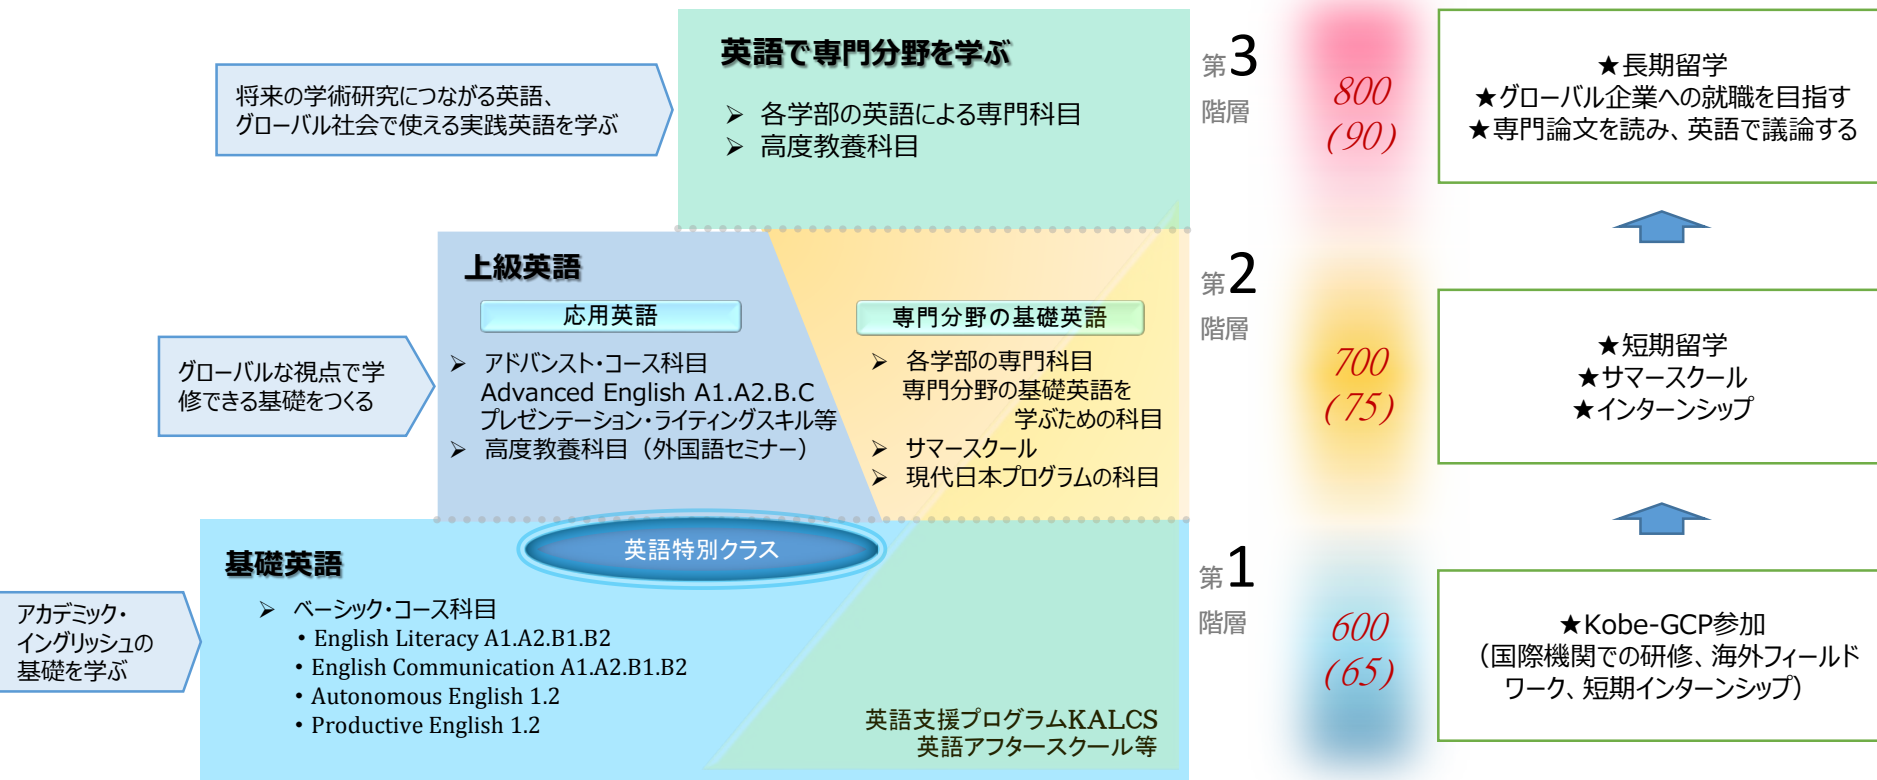 英語で専門分野を学ぶ
➢ 各学部の英語による専門科目
➢ 高度教養科目
将来の学術研究につながる英語、
グローバル社会で使える実践英語を学ぶ
第3
階層
800
(90)
★長期留学
★グローバル企業への就職を目指す
★専門論文を読み、英語で議論する
上級英語
応用英語
➢ アドバンスト・コース科目
Advanced English A1.A2.B.C
プレゼンテーション・ライティングスキル等
➢ 高度教養科目（外国語セミナー）
専門分野の基礎英語
➢ 各学部の専門科目
専門分野の基礎英語を
学ぶための科目
➢ サマースクール
➢ 現代日本プログラムの科目
グローバルな視点で学
修できる基礎をつくる
第2
階層
700
(75)
★短期留学
★サマースクール
★インターンシップ
英語特別クラス
基礎英語
➢ ベーシック・コース科目
• English Literacy A1.A2.B1.B2
• English Communication A1.A2.B1.B2
• Autonomous English 1.2
• Productive English 1.2
アカデミック・
イングリッシュの
基礎を学ぶ
英語支援プログラムKALCS
英語アフタースクール等
第1
階層
600
(65)
★Kobe-GCP参加
（国際機関での研修、海外フィールド
ワーク、短期インターンシップ）